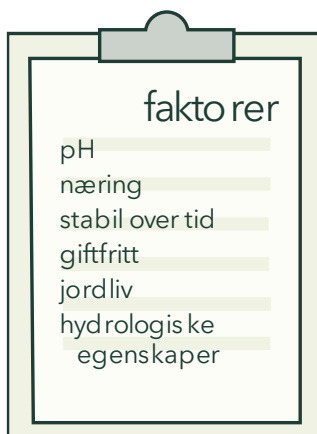 faktorer
pH
næring
stabil over tid
giftfritt
jordliv
hydrologiske
egenskaper